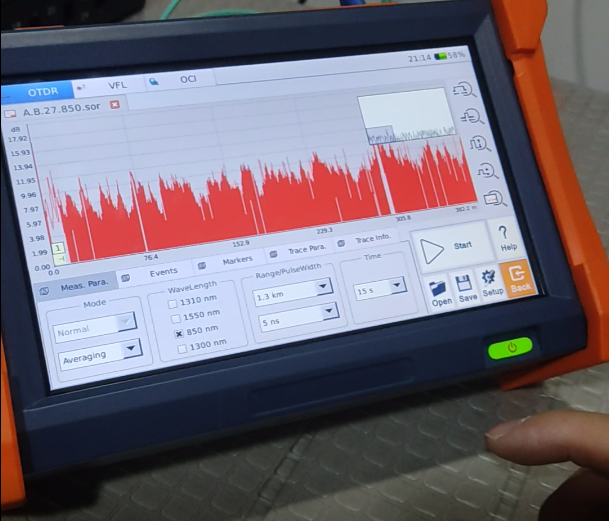 OTDR VFL OCI 21:14 58%
A.B.27.850.sor
dB
17.92
15.93
13.94
11.95
9.96
7.97
5.97
3.98
1.99
0.00
1
0.0 76.4 152.9 229.3 305.8 382.2 m
Meas. Para. Events Markers Trace Para. Trace Info.
Mode
Normal
Averaging
WaveLength
1310 nm
1550 nm
850 nm
1300 nm
Range/PulseWidth
1.3 km
5 ns
Time
15 s
Start
Help
Open Save Setup Back